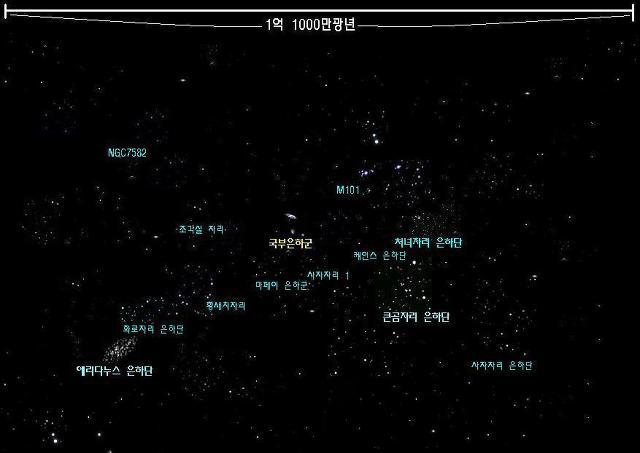 1억 1000만광년
NGC7582
M101
조각실 자리
국부은하군
처녀자리 은하단
케인스 은하단
사자자리 1
마페이 은하군
황새치자리
큰곰자리 은하단
화로자리 은하단
에리다누스 은하단
사자자리 은하단